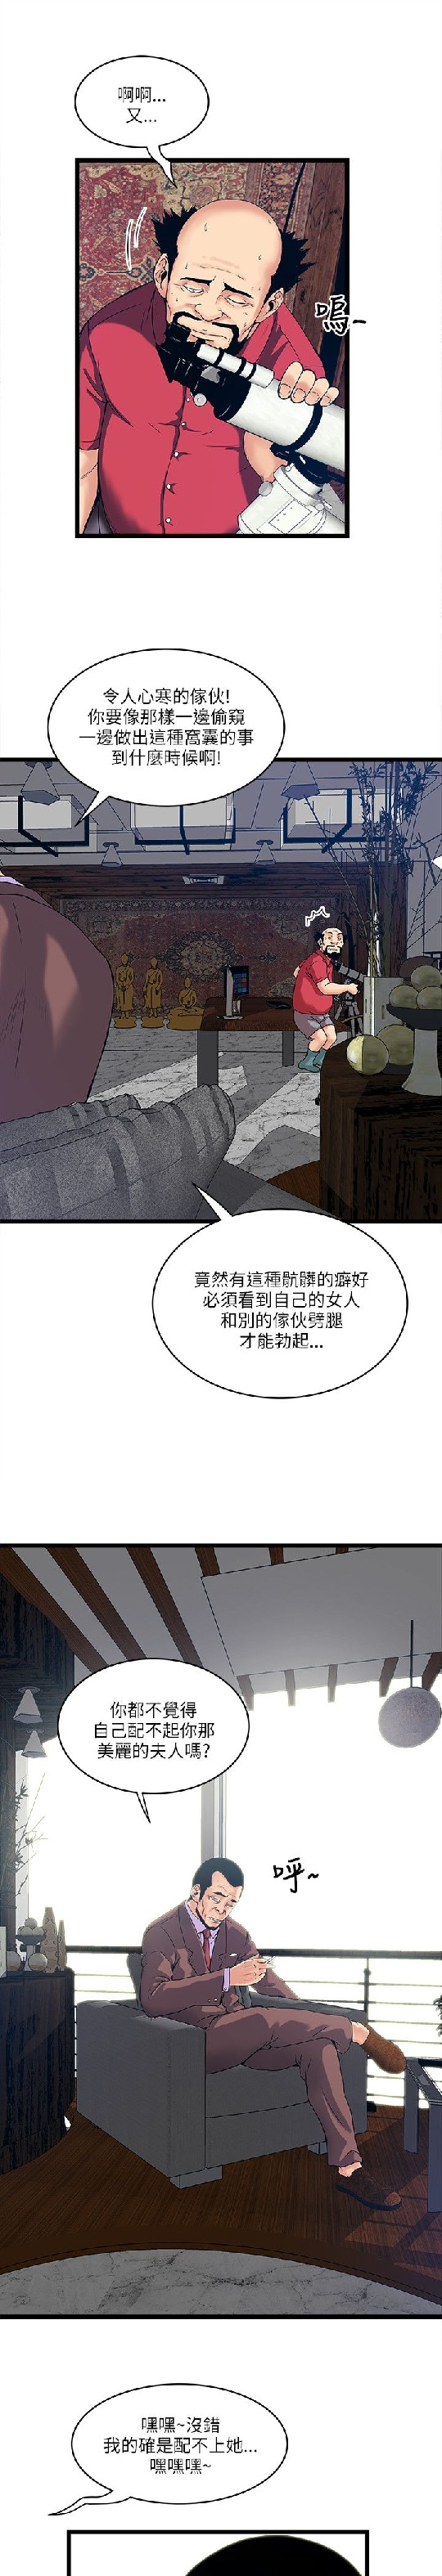 啊啊...
又...
嗚~
令人心寒的傢伙!
你要像那樣一邊偷窺
一邊做出這種窩囊的事
到什麼時候啊!
竟然有這種骯髒的癖好
必須看到自己的女人
和別的傢伙劈腿
才能勃起...
你都不覺得
自己配不起你那
美麗的夫人嗎?
呼~
嘿嘿~沒錯
我的確是配不上她...
嘿嘿嘿~